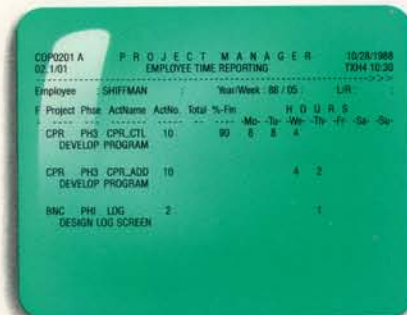 COP0201 A P R O J E C T M A N A G E R 10/28/1988
02.1/01 EMPLOYEE TIME REPORTING TXH4 10:30
-------->>>
Employee : SHIFFMAN : Year/Week : 88 / 05 L/R : :
F Project Phse ActName ActNo. Total %-Fin H O U R S
- ------- ---- ------- ------ ----- ----- -Mo- -Tu- -We- -Th- -Fr- -Sa- -Su-
CPR PH3 CPR_CTL 10 90 8 8 4
DEVELOP PROGRAM
CPR PH3 CPR_ADD 10 4 2
DEVELOP PROGRAM
BNC PHI LOG 2 1
DESIGN LOG SCREEN